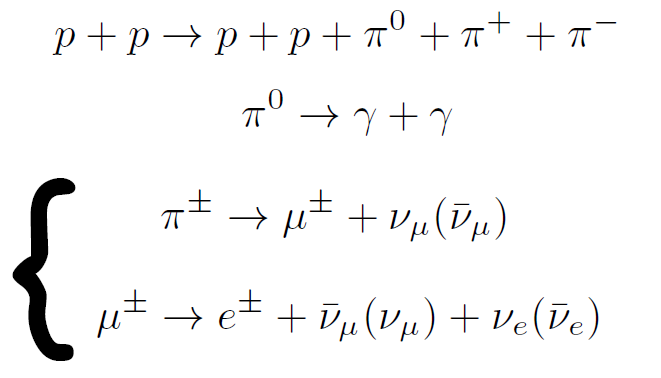 p + p → p + p + π⁰ + π⁺ + π⁻
π⁰ → γ + γ
π± → μ± + ν_μ(ν̄_μ)
μ± → e± + ν̄_μ(ν_μ) + ν_e(ν̄_e)